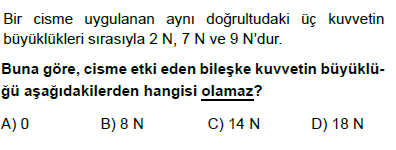 Bir cisme uygulanan aynı doğrultudaki üç kuvvetin
büyüklükleri sırasıyla 2 N, 7 N ve 9 N'dur.
Buna göre, cisme etki eden bileşke kuvvetin büyüklü-
ğü aşağıdakilerden hangisi olamaz?
A) 0 B) 8 N C) 14 N D) 18 N